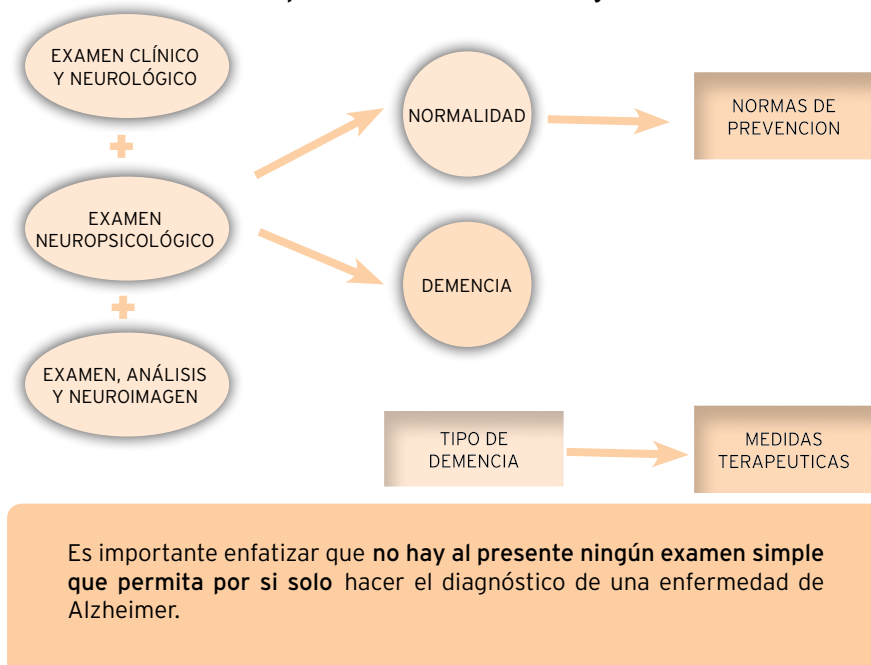 EXAMEN CLÍNICO
Y NEUROLÓGICO
EXAMEN
NEUROPSICOLÓGICO
EXAMEN, ANÁLISIS
Y NEUROIMAGEN
NORMALIDAD
DEMENCIA
NORMAS DE
PREVENCION
TIPO DE
DEMENCIA
MEDIDAS
TERAPEUTICAS
Es importante enfatizar que no hay al presente ningún examen simple
que permita por si solo hacer el diagnóstico de una enfermedad de
Alzheimer.